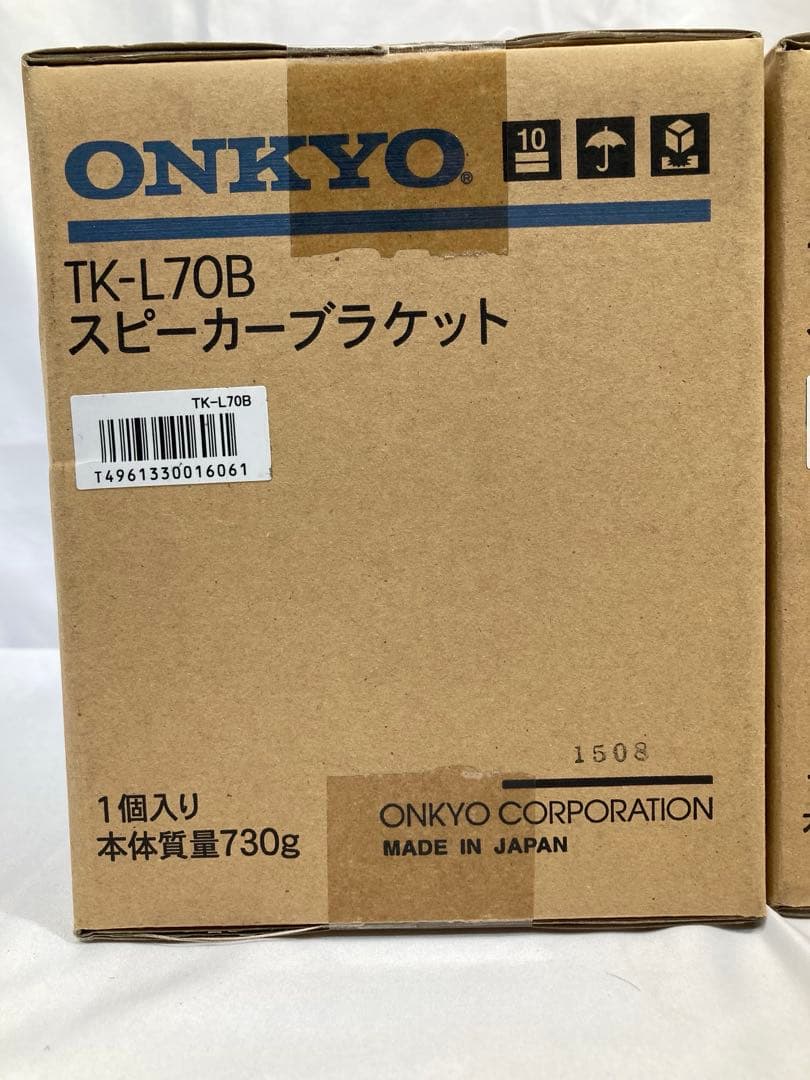 ONKYO®
10
TK-L70B
スピーカーブラケット
TK-L70B
T4961330016061
1508
1個入り
本体質量730g
ONKYO CORPORATION
MADE IN JAPAN